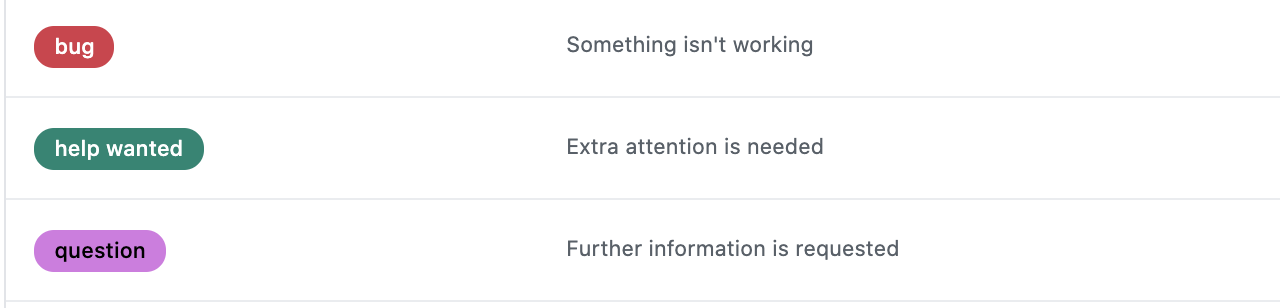 bug
Something isn't working
help wanted
Extra attention is needed
question
Further information is requested